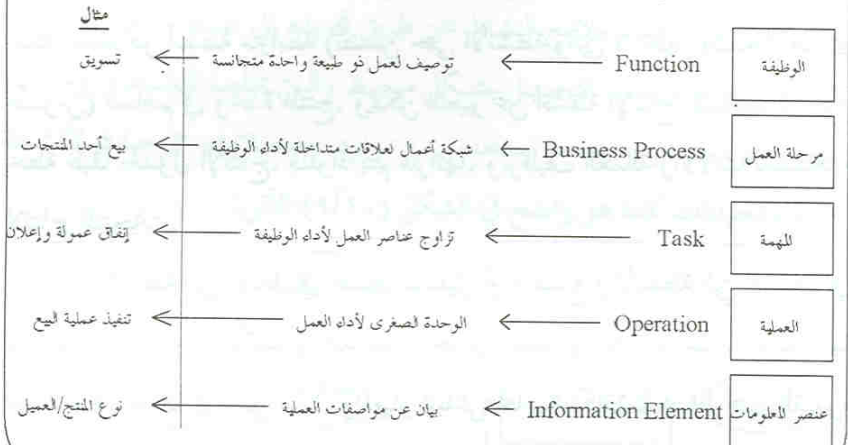 مثال
الوظيفة Function توصيف لعمل ذو طبيعة واحدة متجانسة تسويق
مرحلة العمل Business Process شبكة أعمال لعلاقات متداخلة لأداء الوظيفة بيع أحد المنتجات
المهمة Task تزاوج عناصر العمل لأداء الوظيفة إنفاق عمولة وإعلان
العملية Operation الوحدة الصغرى لأداء العمل تنفيذ عملية البيع
عنصر المعلومات Information Element بيان عن مواصفات العملية نوع المنتج/العميل